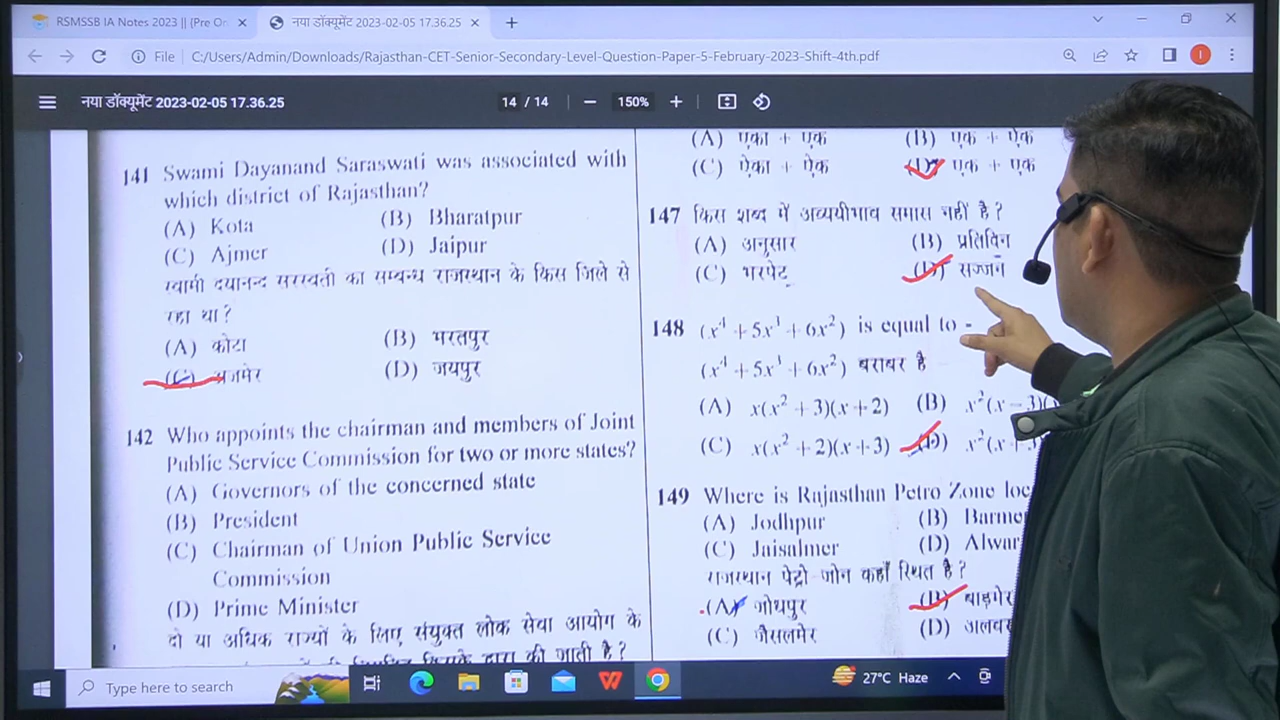 RSMSSB IA Notes 2023 || (Pre On
नया डॉक्यूमेंट 2023-02-05 17.36.25
File
C:/Users/Admin/Downloads/Rajasthan-CET-Senior-Secondary-Level-Question-Paper-5-February-2023-Shift-4th.pdf
नया डॉक्यूमेंट 2023-02-05 17.36.25
14 / 14
150%
141 Swami Dayanand Saraswati was associated with
which district of Rajasthan?
(A) Kota (B) Bharatpur
(C) Ajmer (D) Jaipur
स्वामी दयानन्द सरस्वती का सम्बन्ध राजस्थान के किस जिले से
रहा था?
(A) कोटा (B) भरतपुर
(C) अजमेर (D) जयपुर
142 Who appoints the chairman and members of Joint
Public Service Commission for two or more states?
(A) Governors of the concerned state
(B) President
(C) Chairman of Union Public Service
Commission
(D) Prime Minister
दो या अधिक राज्यों के लिए संयुक्त लोक सेवा आयोग के
की जाती है?
(A) एका + एक (B) एक + ऐक
(C) ऐका + ऐक (D) एक + एक
147 किस शब्द में अव्ययीभाव समास नहीं है?
(A) अनुसार (B) प्रतिदिन
(C) भरपेट (D) सज्जन
148 (x⁴ + 5x³ + 6x²) is equal to -
(x⁴ + 5x³ + 6x²) बराबर है
(A) x(x² + 3)(x + 2) (B) x²(x − 3)(
(C) x(x² + 2)(x + 3) (D) x²(x +
149 Where is Rajasthan Petro Zone loc
(A) Jodhpur (B) Barme
(C) Jaisalmer (D) Alwar
राजस्थान पेट्रो जोन कहाँ स्थित है?
(A) जोधपुर (B) बाड़मेर
(C) जैसलमेर (D) अलवर
Type here to search
27°C Haze